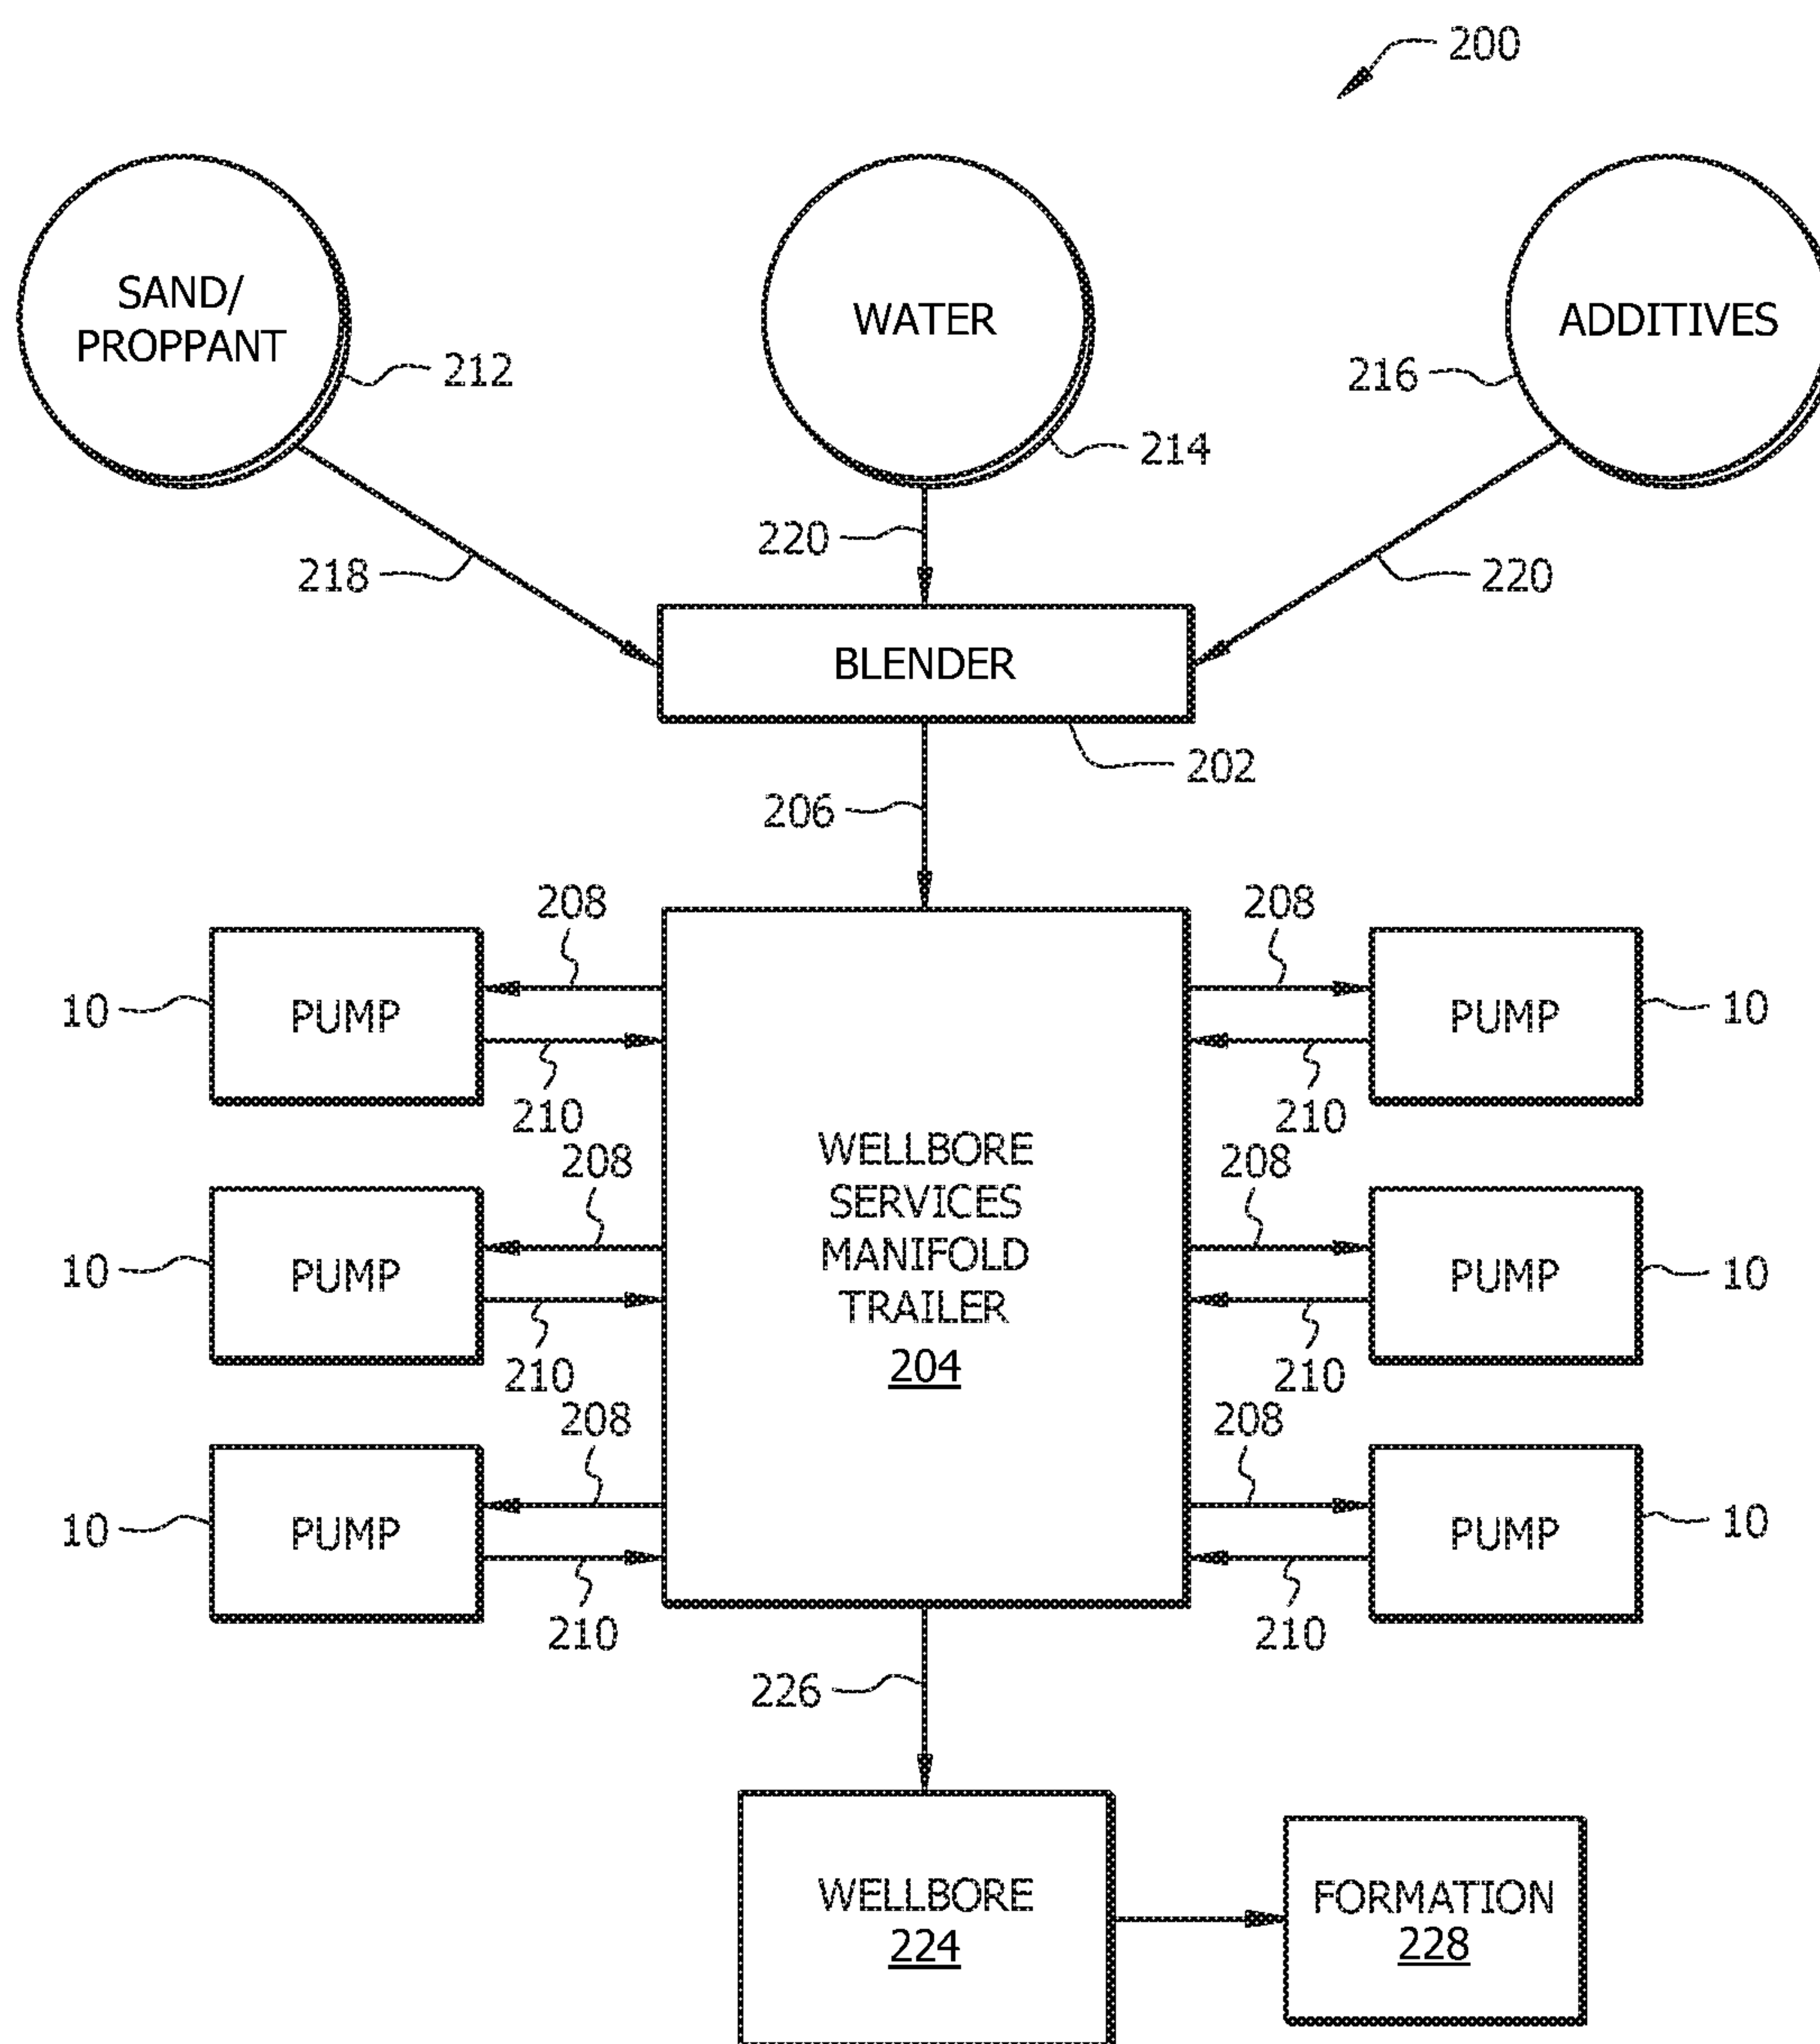 200
SAND/
PROPPANT
WATER
ADDITIVES
212
216
214
218
220
220
BLENDER
202
206
208
208
10
PUMP
PUMP
10
210
210
WELLBORE
SERVICES
MANIFOLD
TRAILER
204
208
208
10
PUMP
PUMP
10
210
210
208
208
10
PUMP
PUMP
10
210
210
226
WELLBORE
224
FORMATION
228